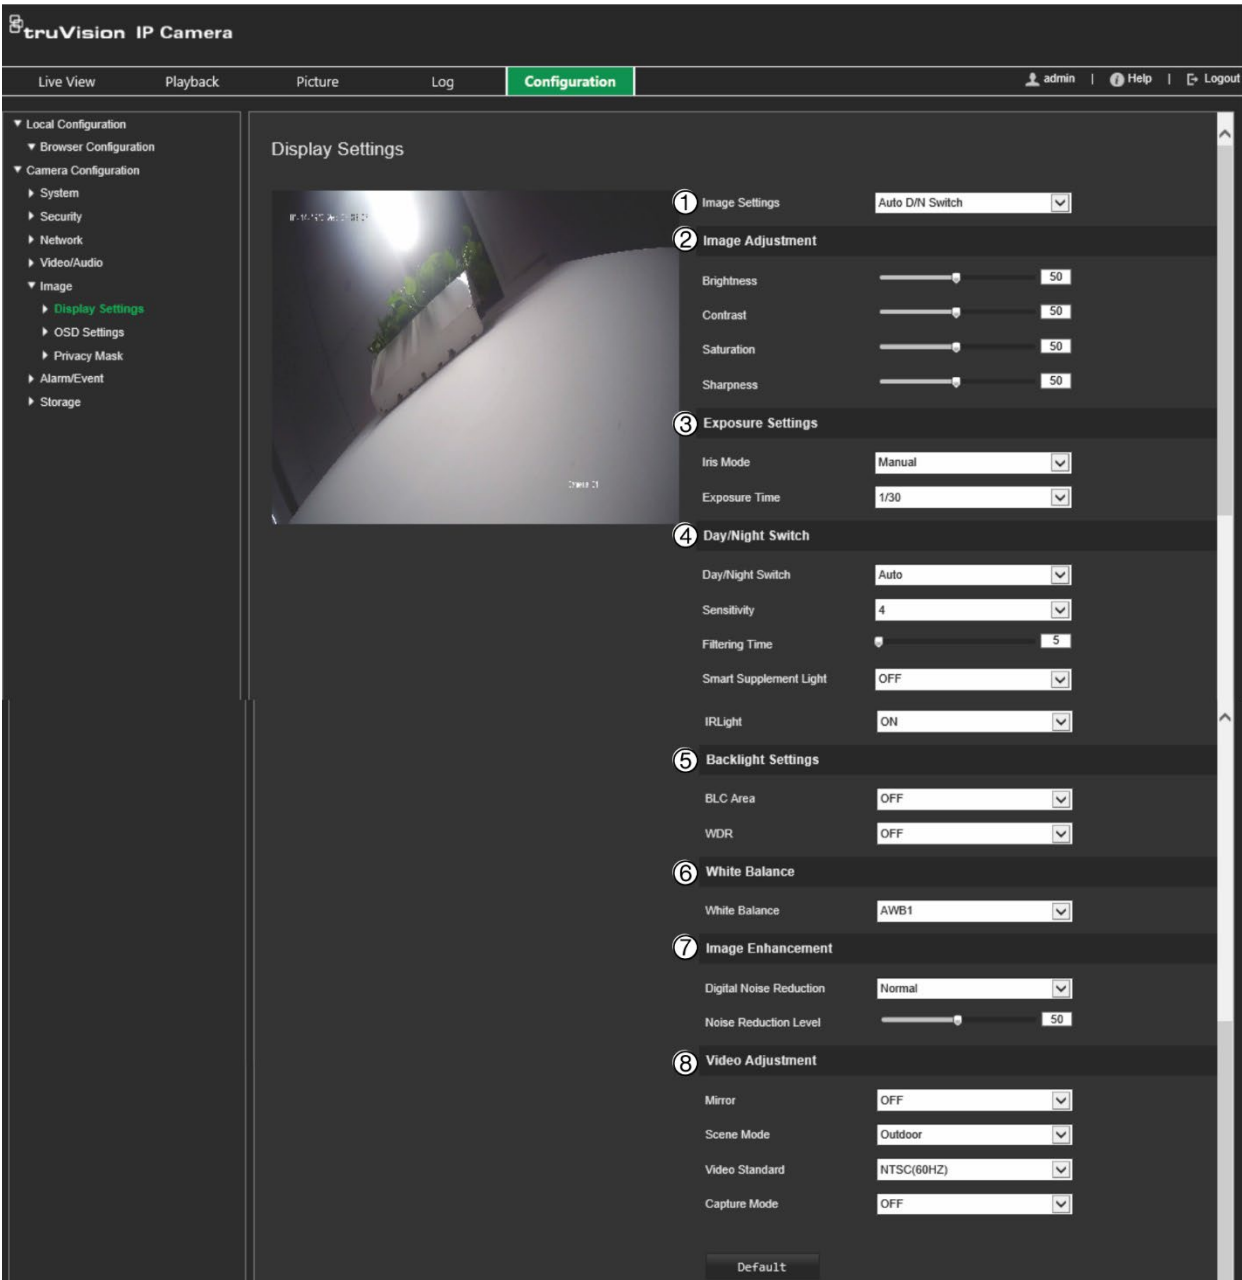 truVision IP Camera
Live View Playback Picture Log Configuration admin | Help | Logout
Local Configuration
Browser Configuration
Camera Configuration
System
Security
Network
Video/Audio
Image
Display Settings
OSD Settings
Privacy Mask
Alarm/Event
Storage
Display Settings
1 Image Settings Auto D/N Switch
2 Image Adjustment
Brightness 50
Contrast 50
Saturation 50
Sharpness 50
3 Exposure Settings
Iris Mode Manual
Exposure Time 1/30
4 Day/Night Switch
Day/Night Switch Auto
Sensitivity 4
Filtering Time 5
Smart Supplement Light OFF
IRLight ON
5 Backlight Settings
BLC Area OFF
WDR OFF
6 White Balance
White Balance AWB1
7 Image Enhancement
Digital Noise Reduction Normal
Noise Reduction Level 50
8 Video Adjustment
Mirror OFF
Scene Mode Outdoor
Video Standard NTSC(60HZ)
Capture Mode OFF
Default